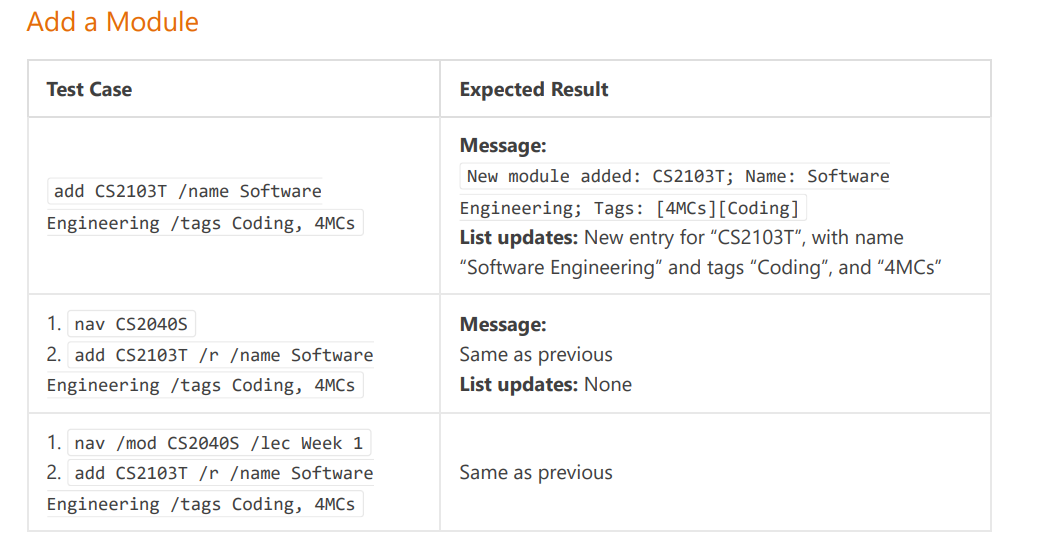 Add a Module
Test Case
Expected Result
add CS2103T /name Software
Engineering /tags Coding, 4MCs
Message:
New module added: CS2103T; Name: Software
Engineering; Tags: [4MCs][Coding]
List updates: New entry for “CS2103T”, with name
“Software Engineering” and tags “Coding”, and “4MCs”
1. nav CS2040S
2. add CS2103T /r /name Software
Engineering /tags Coding, 4MCs
Message:
Same as previous
List updates: None
1. nav /mod CS2040S /lec Week 1
2. add CS2103T /r /name Software
Engineering /tags Coding, 4MCs
Same as previous